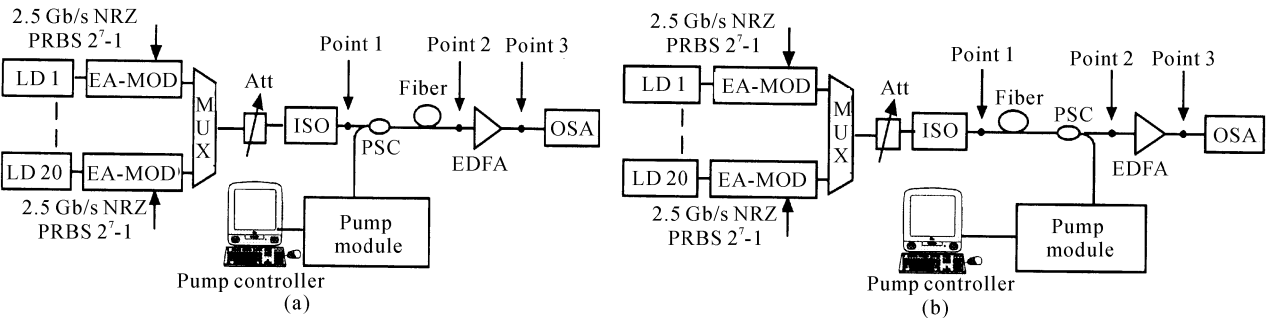 2.5 Gb/s NRZ
PRBS 2⁷-1
LD 1
EA-MOD
MUX
Att
ISO
Point 1
PSC
Fiber
Point 2
Point 3
EDFA
OSA
LD 20
EA-MOD
2.5 Gb/s NRZ
PRBS 2⁷-1
Pump
module
Pump controller
(a)
2.5 Gb/s NRZ
PRBS 2⁷-1
LD 1
EA-MOD
MUX
Att
ISO
Point 1
Fiber
PSC
Point 2
Point 3
EDFA
OSA
LD 20
EA-MOD
2.5 Gb/s NRZ
PRBS 2⁷-1
Pump
module
Pump controller
(b)